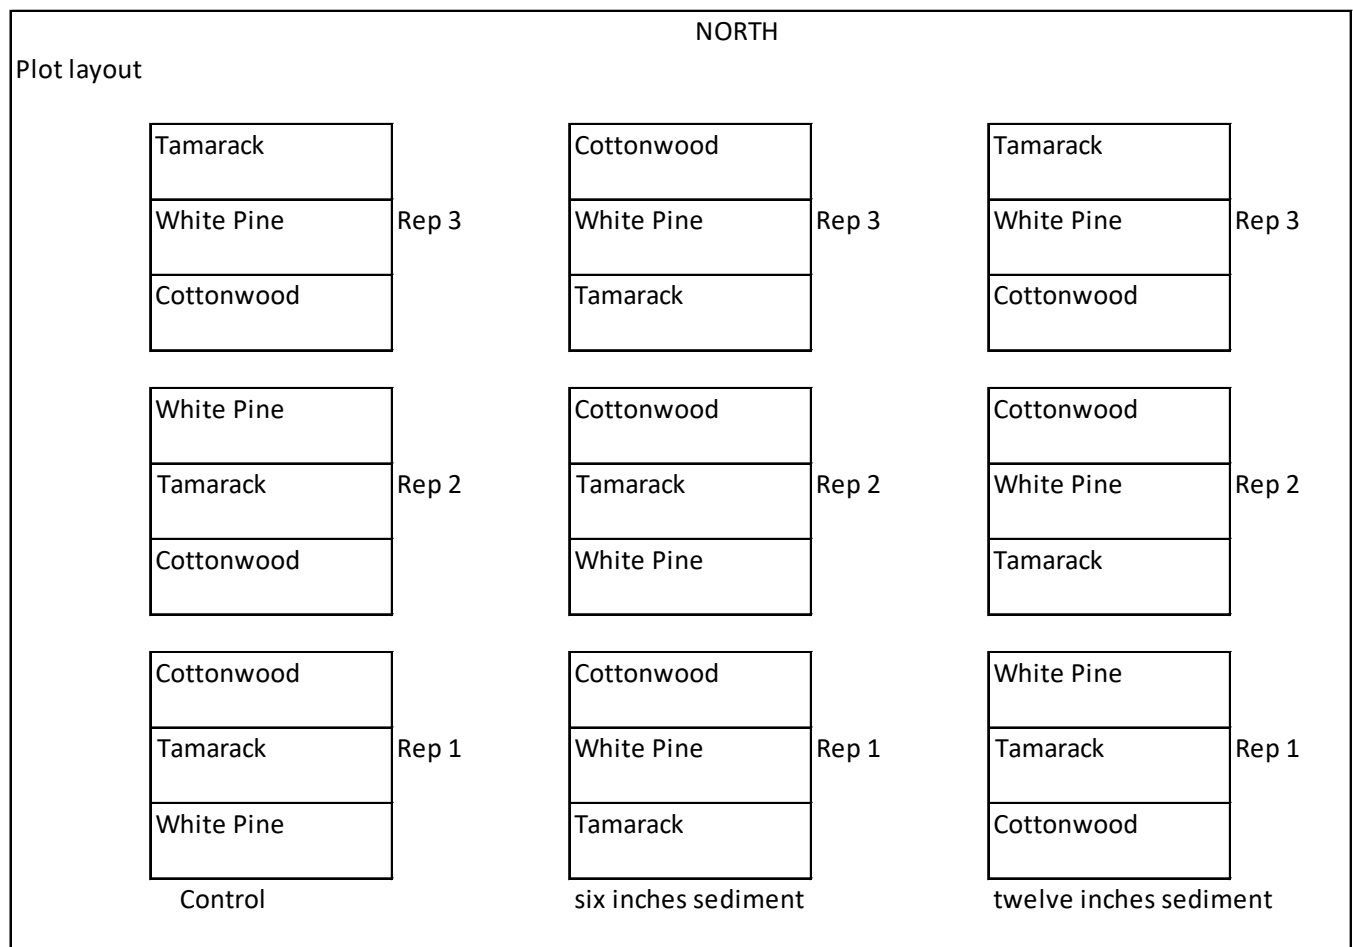 NORTH
Plot layout
Tamarack Cottonwood Tamarack
White Pine Rep 3 White Pine Rep 3 White Pine Rep 3
Cottonwood Tamarack Cottonwood
White Pine Cottonwood Cottonwood
Tamarack Rep 2 Tamarack Rep 2 White Pine Rep 2
Cottonwood White Pine Tamarack
Cottonwood Cottonwood White Pine
Tamarack Rep 1 White Pine Rep 1 Tamarack Rep 1
White Pine Tamarack Cottonwood
Control six inches sediment twelve inches sediment